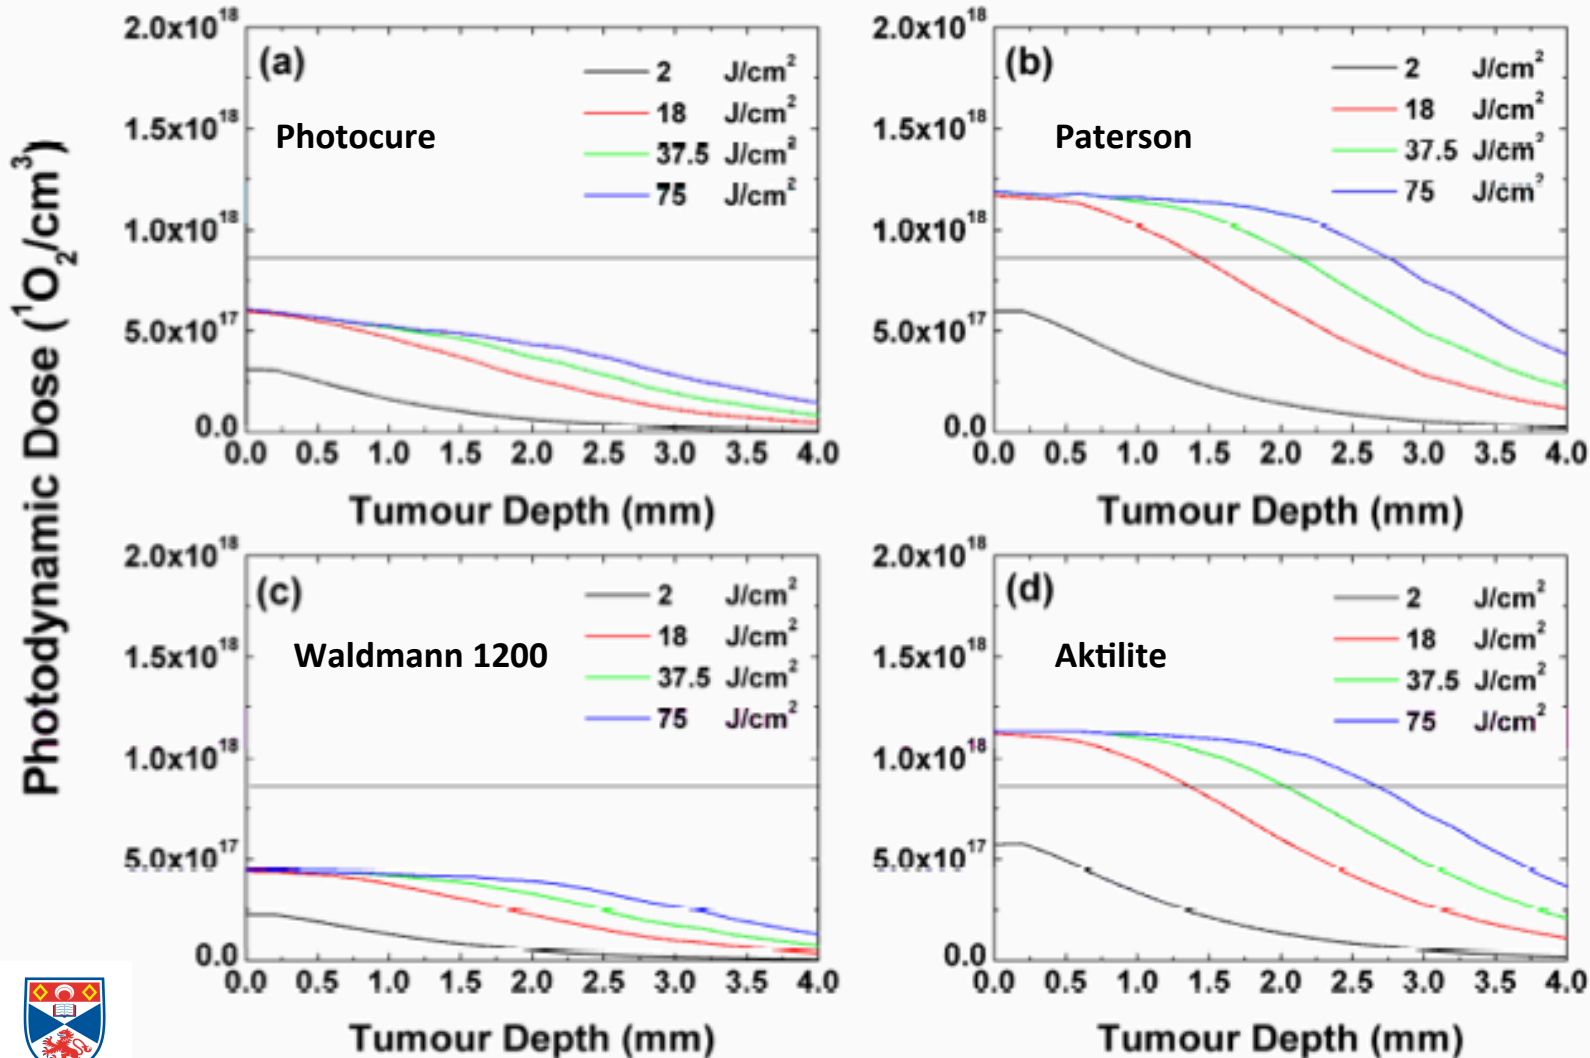 Photodynamic Dose (¹O₂/cm³)
(a)
Photocure
2 J/cm²
18 J/cm²
37.5 J/cm²
75 J/cm²
2.0x10¹⁸
1.5x10¹⁸
1.0x10¹⁸
5.0x10¹⁷
0.0
0.0 0.5 1.0 1.5 2.0 2.5 3.0 3.5 4.0
Tumour Depth (mm)
(b)
Paterson
2 J/cm²
18 J/cm²
37.5 J/cm²
75 J/cm²
2.0x10¹⁸
1.5x10¹⁸
1.0x10¹⁸
5.0x10¹⁷
0.0
0.0 0.5 1.0 1.5 2.0 2.5 3.0 3.5 4.0
Tumour Depth (mm)
(c)
Waldmann 1200
2 J/cm²
18 J/cm²
37.5 J/cm²
75 J/cm²
2.0x10¹⁸
1.5x10¹⁸
1.0x10¹⁸
5.0x10¹⁷
0.0
0.0 0.5 1.0 1.5 2.0 2.5 3.0 3.5 4.0
Tumour Depth (mm)
(d)
Aktilite
2 J/cm²
18 J/cm²
37.5 J/cm²
75 J/cm²
2.0x10¹⁸
1.5x10¹⁸
1.0x10¹⁸
5.0x10¹⁷
0.0
0.0 0.5 1.0 1.5 2.0 2.5 3.0 3.5 4.0
Tumour Depth (mm)